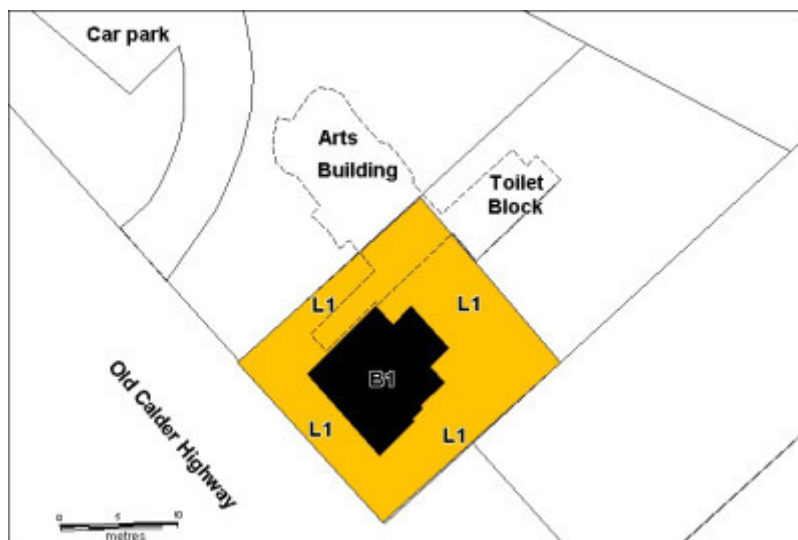 Car park
Arts
Building
Toilet
Block
L1
L1
B1
L1
L1
Old Calder Highway
0 5 10
metres